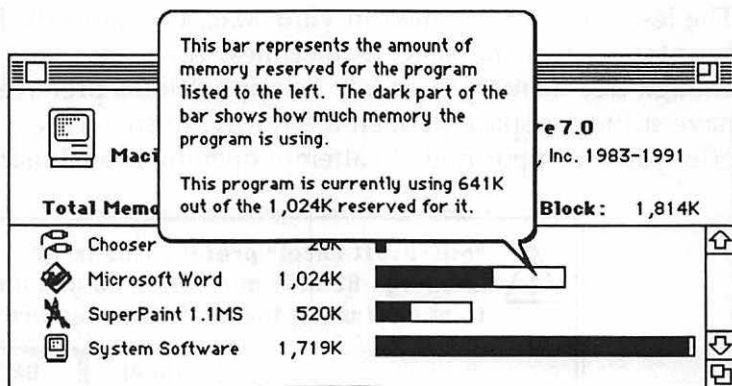 This bar represents the amount of
memory reserved for the program
listed to the left. The dark part of the
bar shows how much memory the
program is using.
This program is currently using 641K
out of the 1,024K reserved for it.
re 7.0
Maci
Inc. 1983-1991
Total Memo
Block: 1,814K
Chooser 20K
Microsoft Word 1,024K
SuperPaint 1.1MS 520K
System Software 1,719K